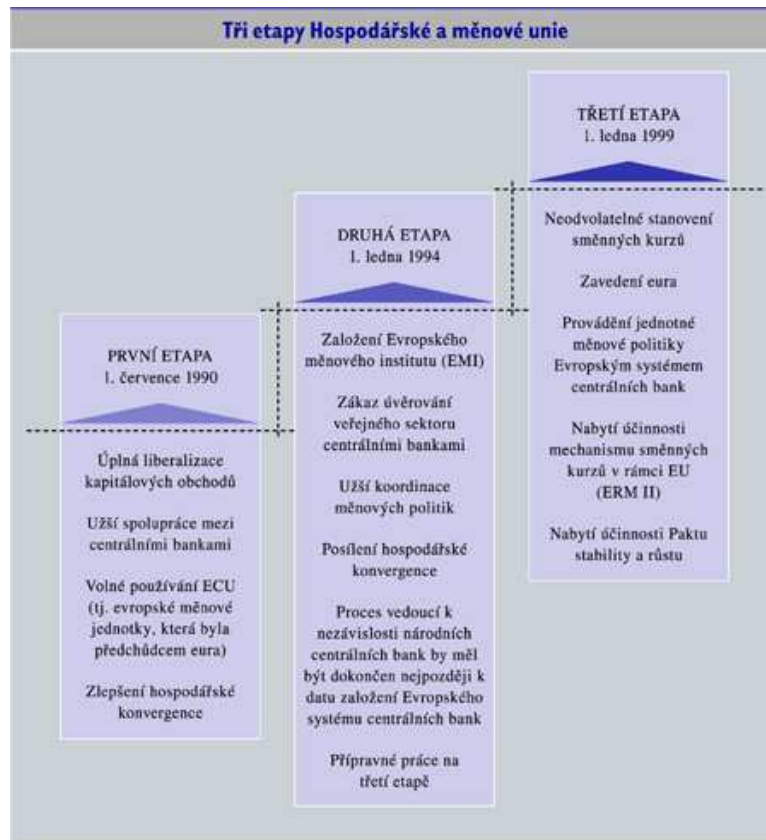 Tři etapy Hospodářské a měnové unie
PRVNÍ ETAPA
1. července 1990
Úplná liberalizace
kapitálových obchodů
Užší spolupráce mezi
centrálními bankami
Volné používání ECU
(tj. evropské měnové
jednotky, která byla
předchůdcem eura)
Zlepšení hospodářské
konvergence
DRUHÁ ETAPA
1. ledna 1994
Založení Evropského
měnového institutu (EMI)
Zákaz úvěrování
veřejného sektoru
centrálními bankami
Užší koordinace
měnových politik
Posílení hospodářské
konvergence
Proces vedoucí k
nezávislosti národních
centrálních bank by měl
být dokončen nejpozději k
datu založení Evropského
systému centrálních bank
Přípravné práce na
třetí etapě
TŘETÍ ETAPA
1. ledna 1999
Neodvolatelné stanovení
směnných kurzů
Zavedení eura
Provádění jednotné
měnové politiky
Evropským systémem
centrálních bank
Nabytí účinnosti
mechanismu směnných
kurzů v rámci EU
(ERM II)
Nabytí účinnosti Paktu
stability a růstu